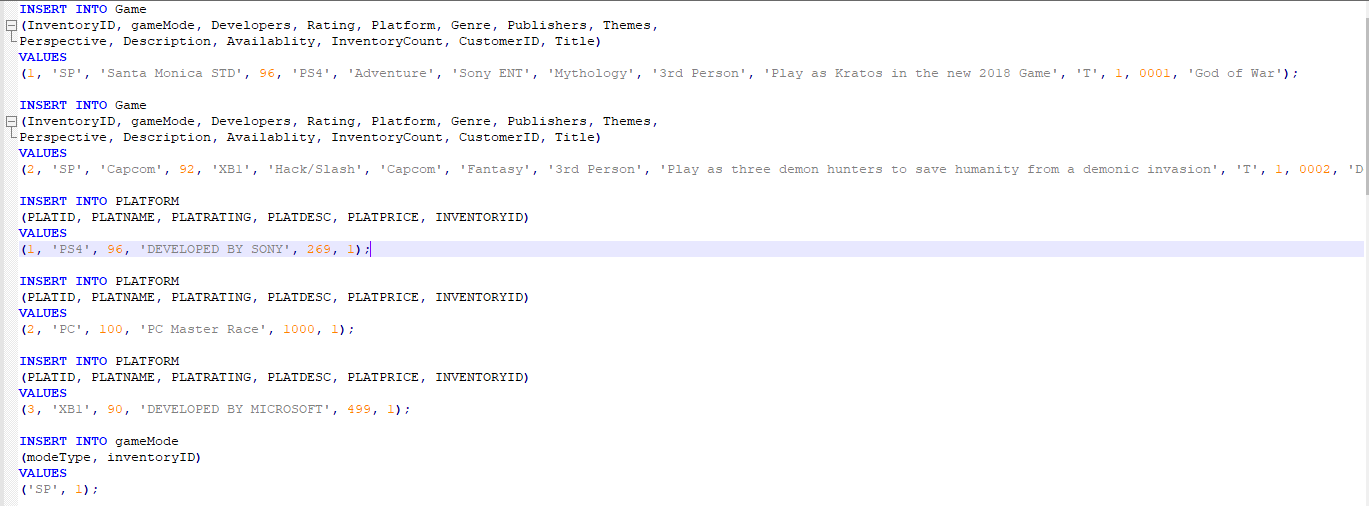 INSERT INTO Game
(InventoryID, gameMode, Developers, Rating, Platform, Genre, Publishers, Themes,
Perspective, Description, Availablity, InventoryCount, CustomerID, Title)
VALUES
(1, 'SP', 'Santa Monica STD', 96, 'PS4', 'Adventure', 'Sony ENT', 'Mythology', '3rd Person', 'Play as Kratos in the new 2018 Game', 'T', 1, 0001, 'God of War');
INSERT INTO Game
(InventoryID, gameMode, Developers, Rating, Platform, Genre, Publishers, Themes,
Perspective, Description, Availablity, InventoryCount, CustomerID, Title)
VALUES
(2, 'SP', 'Capcom', 92, 'XB1', 'Hack/Slash', 'Capcom', 'Fantasy', '3rd Person', 'Play as three demon hunters to save humanity from a demonic invasion', 'T', 1, 0002, 'D
INSERT INTO PLATFORM
(PLATID, PLATNAME, PLATRATING, PLATDESC, PLATPRICE, INVENTORYID)
VALUES
(1, 'PS4', 96, 'DEVELOPED BY SONY', 269, 1);
INSERT INTO PLATFORM
(PLATID, PLATNAME, PLATRATING, PLATDESC, PLATPRICE, INVENTORYID)
VALUES
(2, 'PC', 100, 'PC Master Race', 1000, 1);
INSERT INTO PLATFORM
(PLATID, PLATNAME, PLATRATING, PLATDESC, PLATPRICE, INVENTORYID)
VALUES
(3, 'XB1', 90, 'DEVELOPED BY MICROSOFT', 499, 1);
INSERT INTO gameMode
(modeType, inventoryID)
VALUES
('SP', 1);